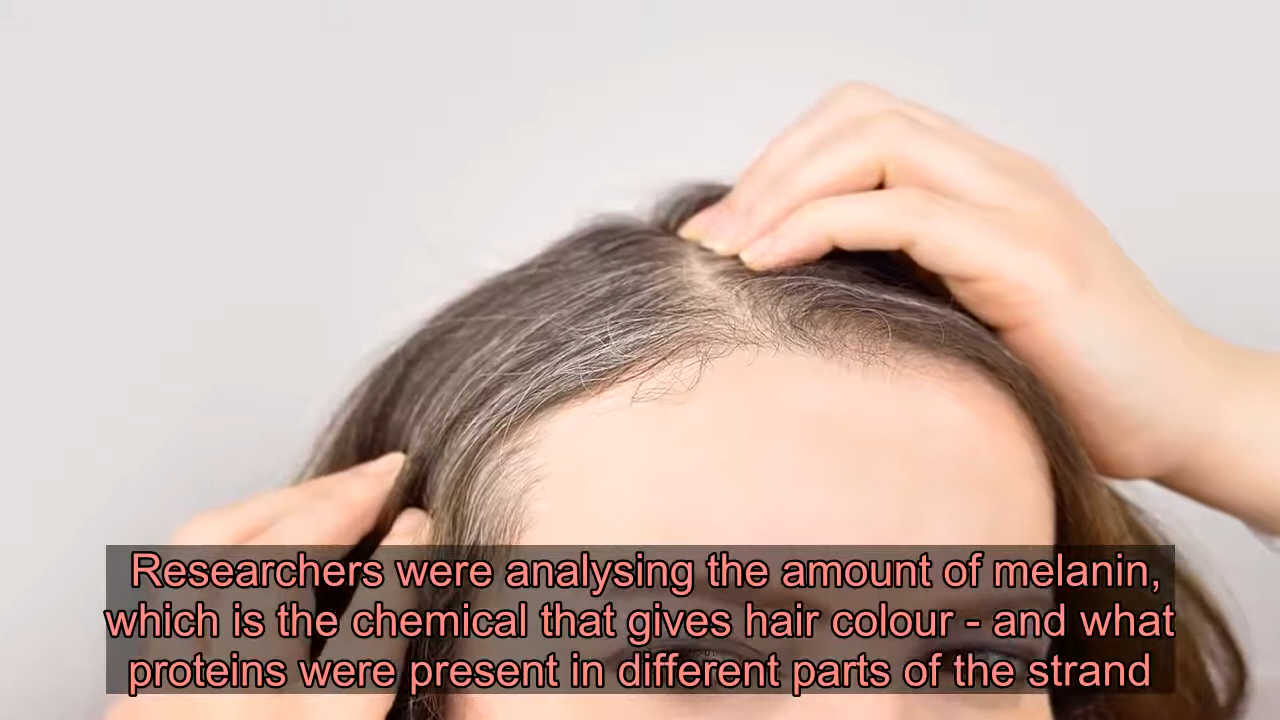 Researchers were analysing the amount of melanin,
which is the chemical that gives hair colour - and what
proteins were present in different parts of the strand